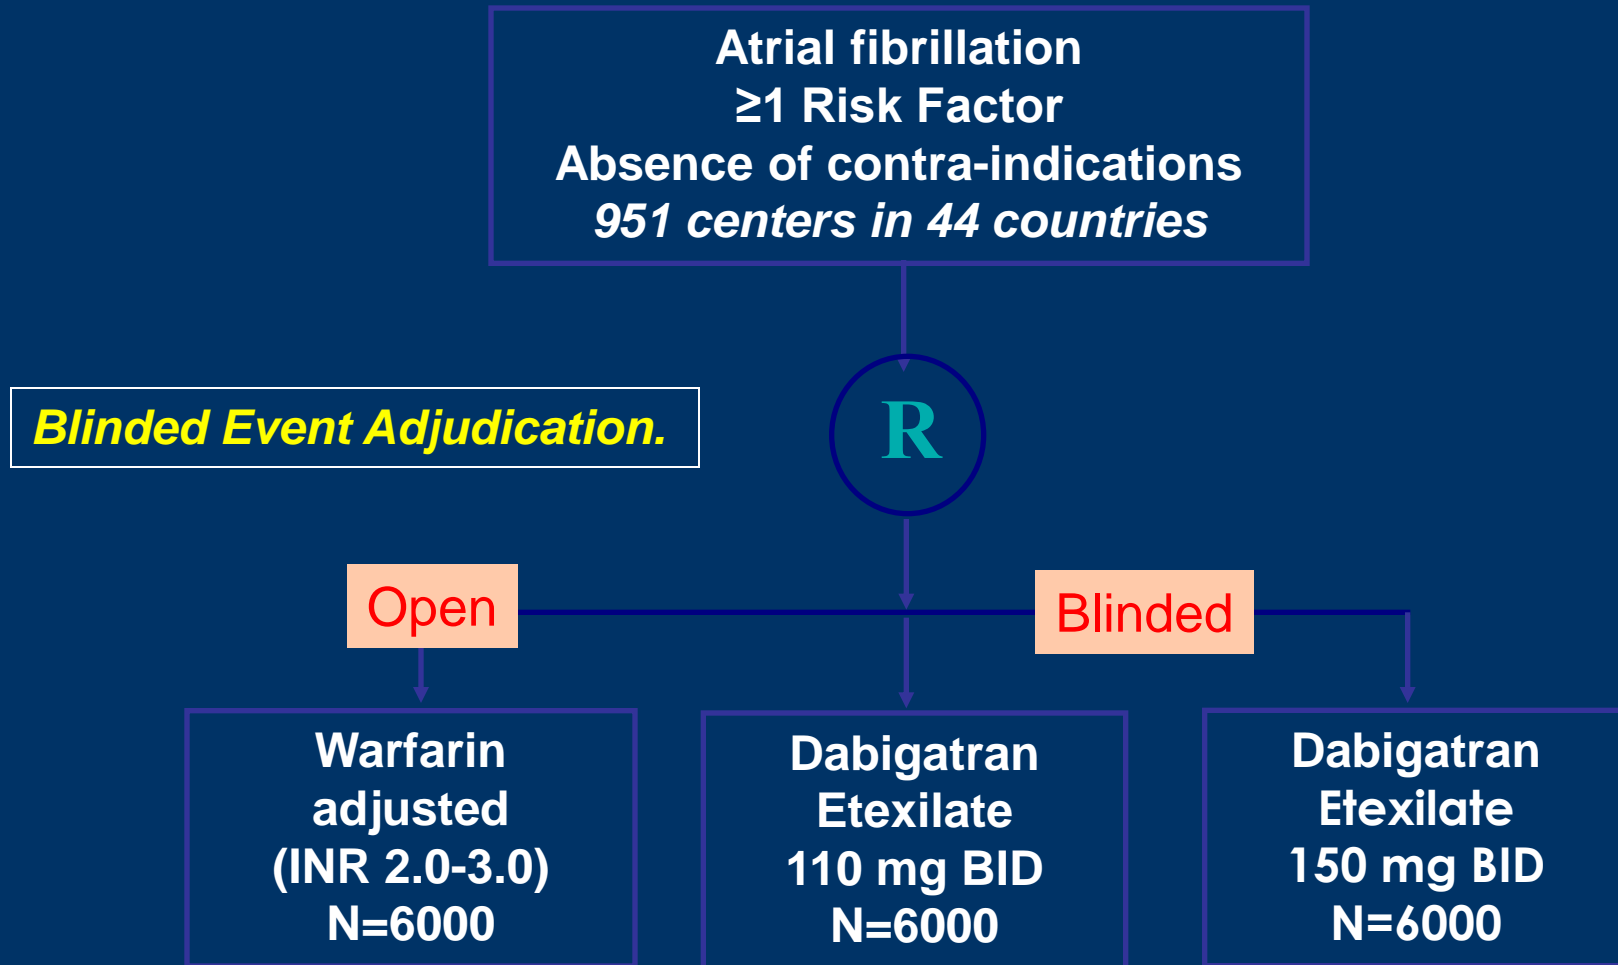 Atrial fibrillation
≥1 Risk Factor
Absence of contra-indications
951 centers in 44 countries
Blinded Event Adjudication.
R
Open
Blinded
Warfarin
adjusted
(INR 2.0-3.0)
N=6000
Dabigatran
Etexilate
110 mg BID
N=6000
Dabigatran
Etexilate
150 mg BID
N=6000